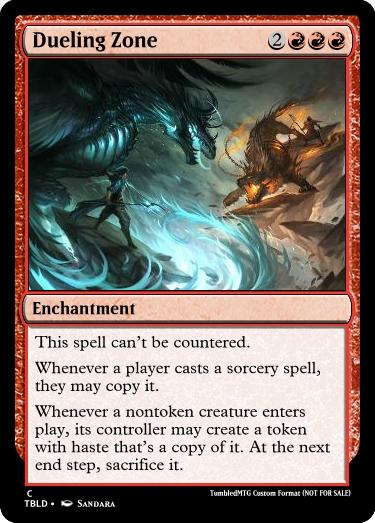 Dueling Zone 2
Enchantment
This spell can't be countered.
Whenever a player casts a sorcery spell,
they may copy it.
Whenever a nontoken creature enters
play, its controller may create a token
with haste that's a copy of it. At the next
end step, sacrifice it.
C
TBLD • SANDARA
TumbledMTG Custom Format (NOT FOR SALE)